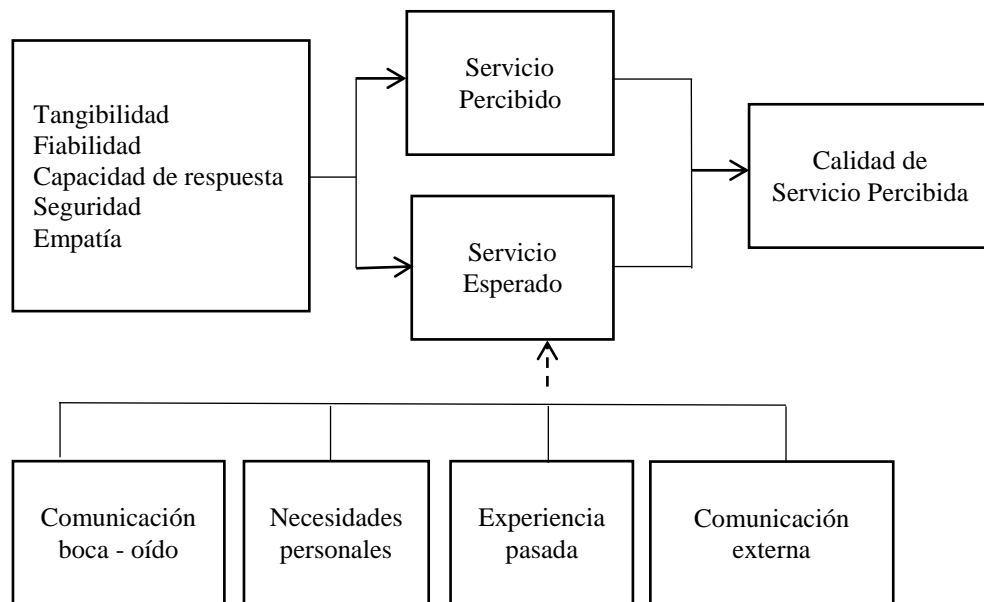 Tangibilidad
Fiabilidad
Capacidad de respuesta
Seguridad
Empatía
Servicio
Percibido
Servicio
Esperado
Calidad de
Servicio Percibida
Comunicación
boca - oído
Necesidades
personales
Experiencia
pasada
Comunicación
externa